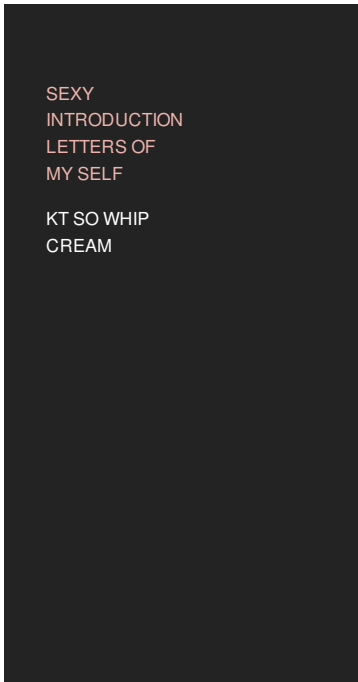 SEXY
INTRODUCTION
LETTERS OF
MY SELF
KT SO WHIP
CREAM